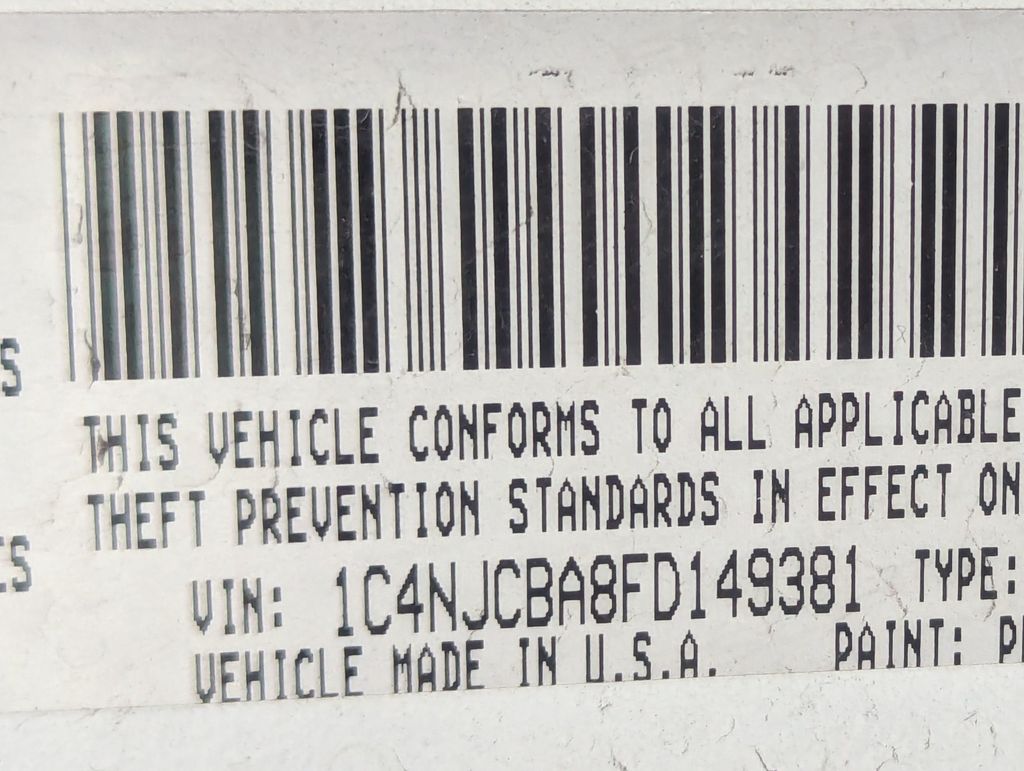 THIS VEHICLE CONFORMS TO ALL APPLICABLE
S
THEFT PREVENTION STANDARDS IN EFFECT ON
ES
VIN: 1C4NJCBA8FD149381 TYPE:
VEHICLE MADE IN U.S.A. PAINT: P